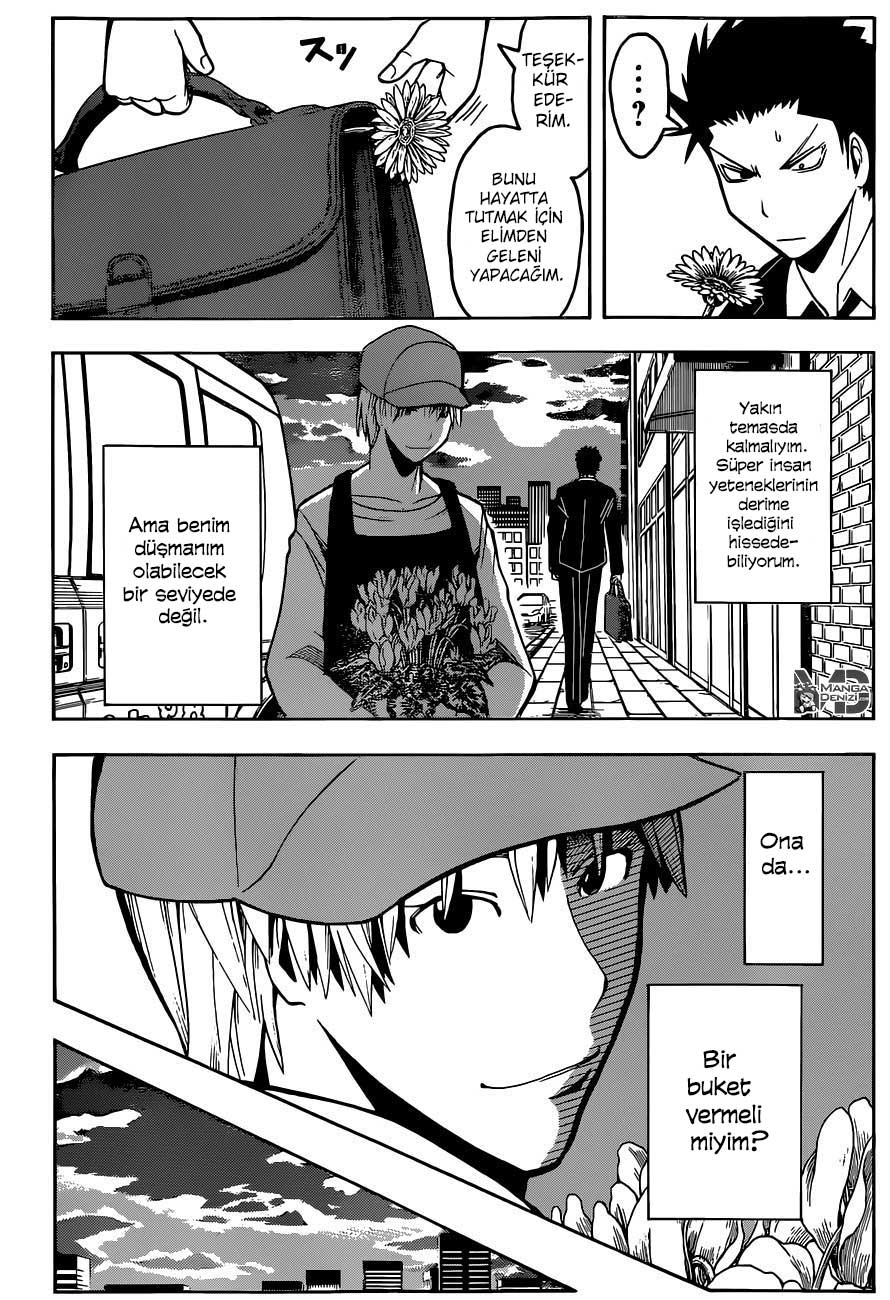 ...?
TEŞEK-
KÜR
EDE-
RİM.
BUNU
HAYATTA
TUTMAK İÇİN
ELİMDEN
GELENİ
YAPACAĞIM.
スッ
Yakın
temasda
kalmalıyım.
Süper insan
yeteneklerinin
derime
işlediğini
hissede-
biliyorum.
Ama benim
düşmanım
olabilecek
bir seviyede
değil.
MD
MANGA
DENİZİ
Ona
da...
Bir
buket
vermeli
miyim?